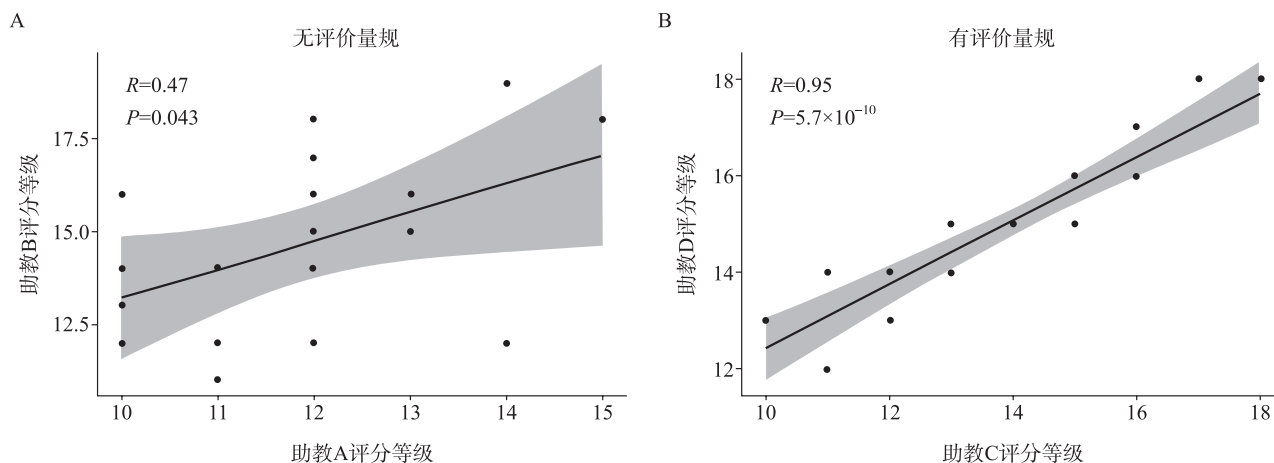 A
无评价量规
R=0.47
P=0.043
17.5
15.0
12.5
助教B评分等级
10 11 12 13 14 15
助教A评分等级
B
有评价量规
R=0.95
P=5.7×10⁻¹⁰
18
16
14
12
助教D评分等级
10 12 14 16 18
助教C评分等级